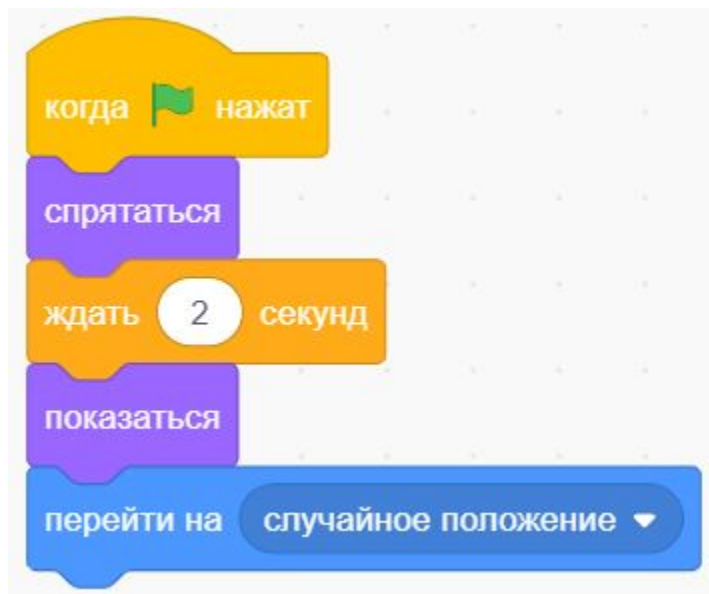 когда нажат
спрятаться
ждать 2 секунд
показаться
перейти на случайное положение